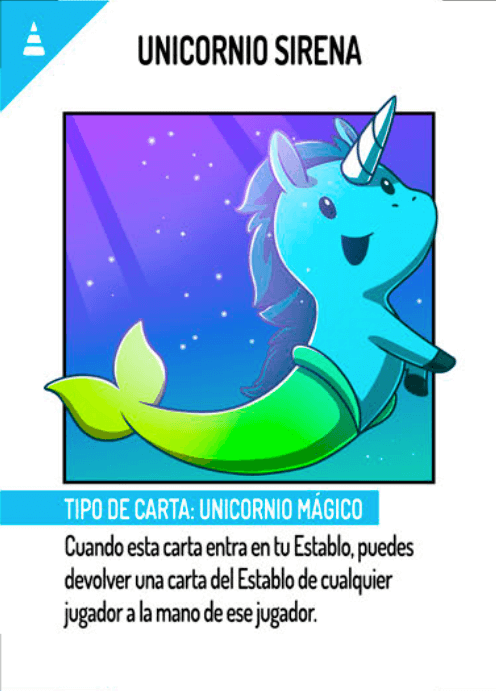 UNICORNIO SIRENA
TIPO DE CARTA: UNICORNIO MÁGICO
Cuando esta carta entra en tu Establo, puedes
devolver una carta del Establo de cualquier
jugador a la mano de ese jugador.